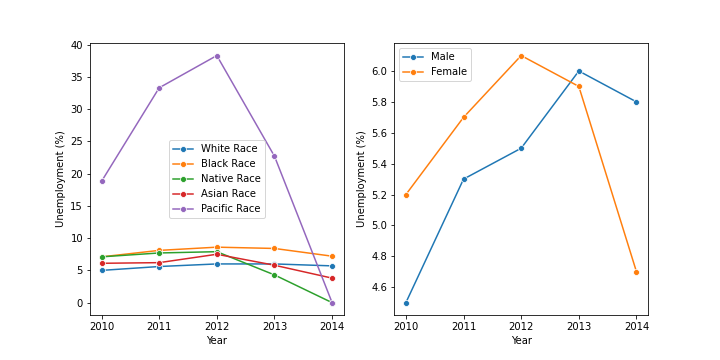 40
35
30
25
20
15
10
5
0
Unemployment (%)
White Race
Black Race
Native Race
Asian Race
Pacific Race
2010 2011 2012 2013 2014
Year
6.0
5.8
5.6
5.4
5.2
5.0
4.8
4.6
Unemployment (%)
Male
Female
2010 2011 2012 2013 2014
Year